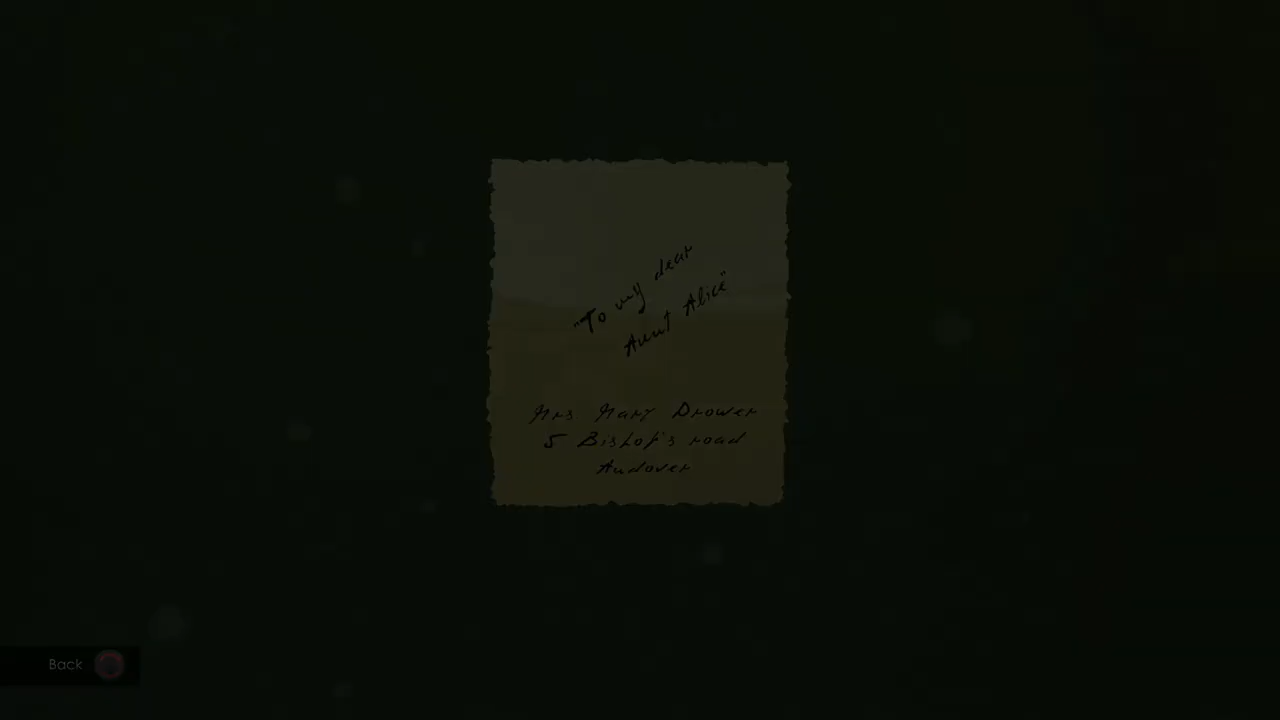 "To my dear
Aunt Alice"
Mrs Mary Drower
5 Bishop's road
Andover
Back